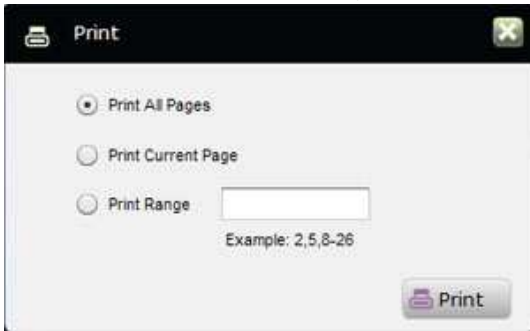 Print
Print All Pages
Print Current Page
Print Range
Example: 2,5,8-26
Print